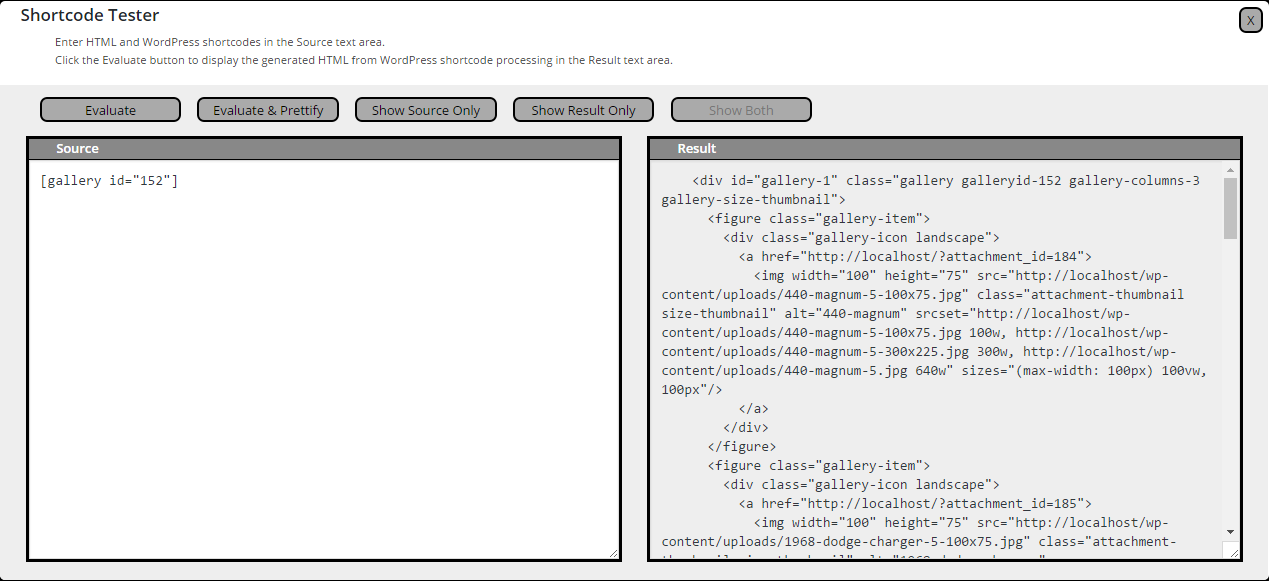 Shortcode Tester
X
Enter HTML and WordPress shortcodes in the Source text area.
Click the Evaluate button to display the generated HTML from WordPress shortcode processing in the Result text area.
Evaluate
Evaluate & Prettify
Show Source Only
Show Result Only
Show Both
Source
[gallery id="152"]
Result
<div id="gallery-1" class="gallery galleryid-152 gallery-columns-3
gallery-size-thumbnail">
<figure class="gallery-item">
<div class="gallery-icon landscape">
<a href="http://localhost/?attachment_id=184">
<img width="100" height="75" src="http://localhost/wp-
content/uploads/440-magnum-5-100x75.jpg" class="attachment-thumbnail
size-thumbnail" alt="440-magnum" srcset="http://localhost/wp-
content/uploads/440-magnum-5-100x75.jpg 100w, http://localhost/wp-
content/uploads/440-magnum-5-300x225.jpg 300w, http://localhost/wp-
content/uploads/440-magnum-5.jpg 640w" sizes="(max-width: 100px) 100vw,
100px"/>
</a>
</div>
</figure>
<figure class="gallery-item">
<div class="gallery-icon landscape">
<a href="http://localhost/?attachment_id=185">
<img width="100" height="75" src="http://localhost/wp-
content/uploads/1968-dodge-charger-5-100x75.jpg" class="attachment-